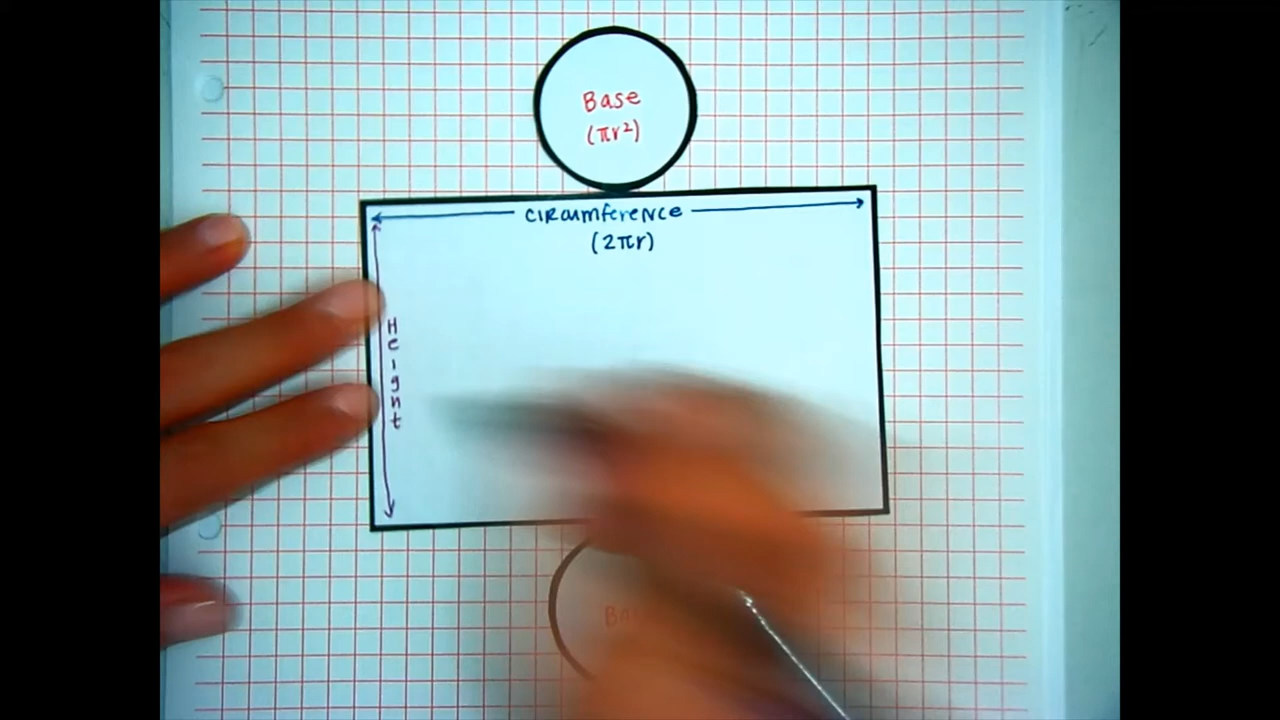 Base
(πr²)
CIRCUMFERENCE
(2πr)
Height